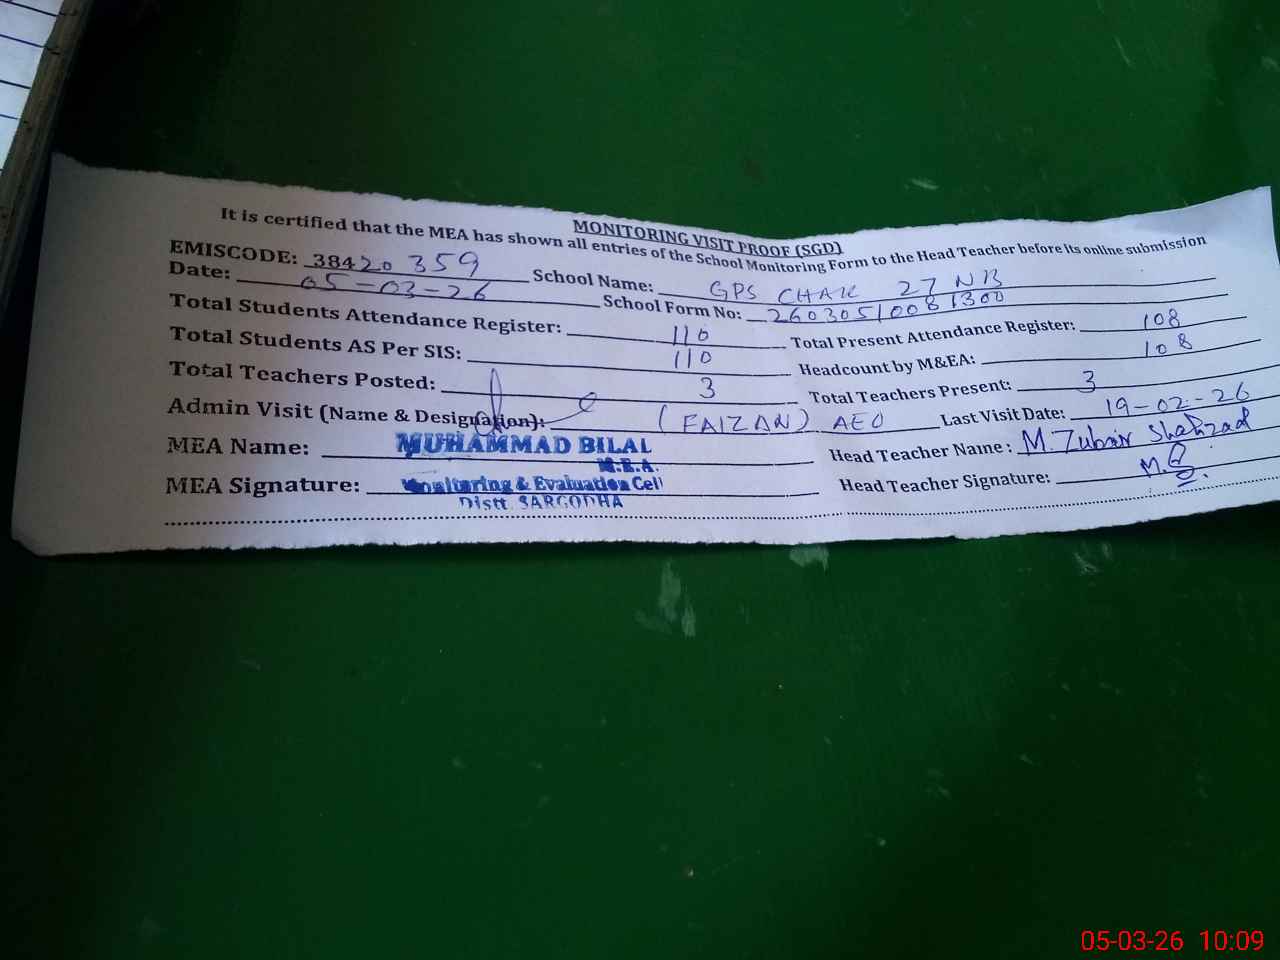 MONITORING VISIT PROOF (SGD)
It is certified that the MEA has shown all entries of the School Monitoring Form to the Head Teacher before its online submission
EMISCODE: 38420359 School Name: GPS CHAK 27 NB
Date: 05-03-26 School Form No: 26030510081300
Total Students Attendance Register: 110 Total Present Attendance Register: 108
Total Students AS Per SIS: 110 Headcount by M&EA: 108
Total Teachers Posted: 3 Total Teachers Present: 3
Admin Visit (Name & Designation): (FAIZAN) AEO Last Visit Date: 19-02-26
MEA Name: MUHAMMAD BILAL Head Teacher Name: M. Zubair Shahzad
M.E.A.
MEA Signature: Monitoring & Evaluation Cell Head Teacher Signature:
Distt. SARGODHA
05-03-26 10:09